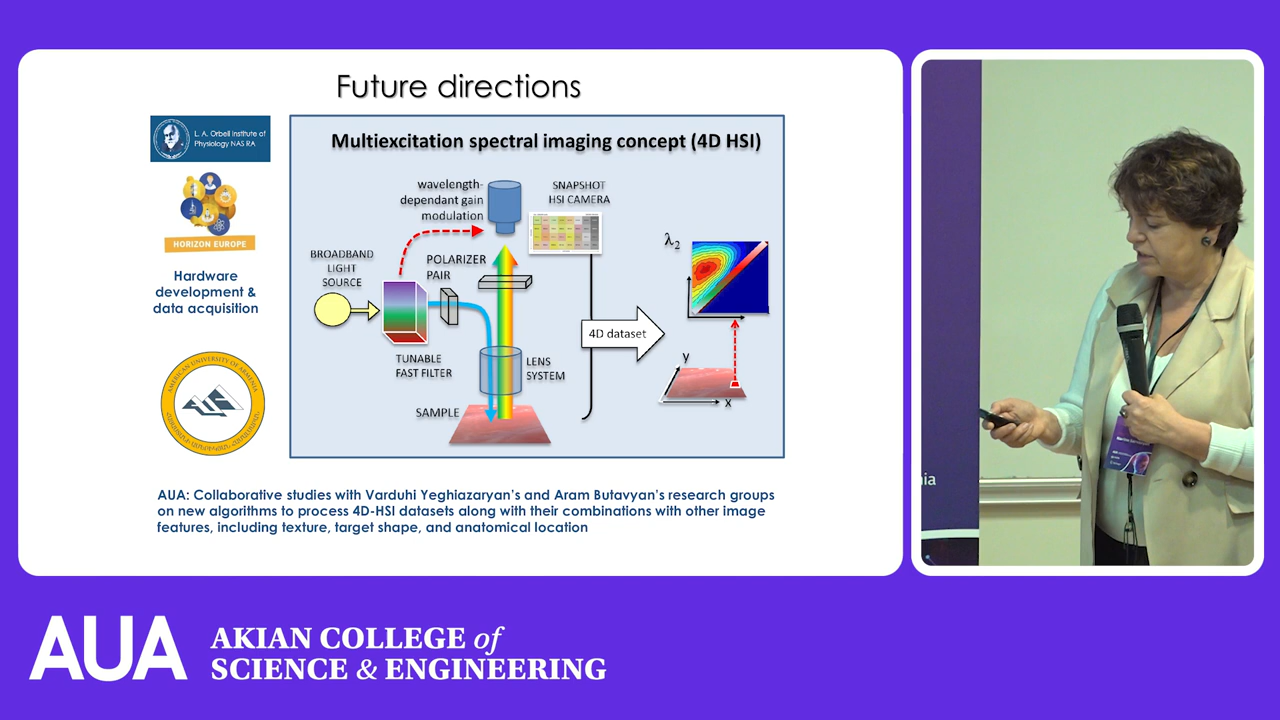 Future directions
L. A. Orbeli Institute of
Physiology NAS RA
HORIZON EUROPE
Hardware
development &
data acquisition
AMERICAN UNIVERSITY OF ARMENIA
Multiexcitation spectral imaging concept (4D HSI)
wavelength-
dependant gain
modulation
SNAPSHOT
HSI CAMERA
BROADBAND
LIGHT
SOURCE
POLARIZER
PAIR
TUNABLE
FAST FILTER
LENS
SYSTEM
SAMPLE
4D dataset
λ2
y
x
AUA: Collaborative studies with Varduhi Yeghiazaryan's and Aram Butavyan's research groups
on new algorithms to process 4D-HSI datasets along with their combinations with other image
features, including texture, target shape, and anatomical location
AUA
AKIAN COLLEGE of
SCIENCE & ENGINEERING